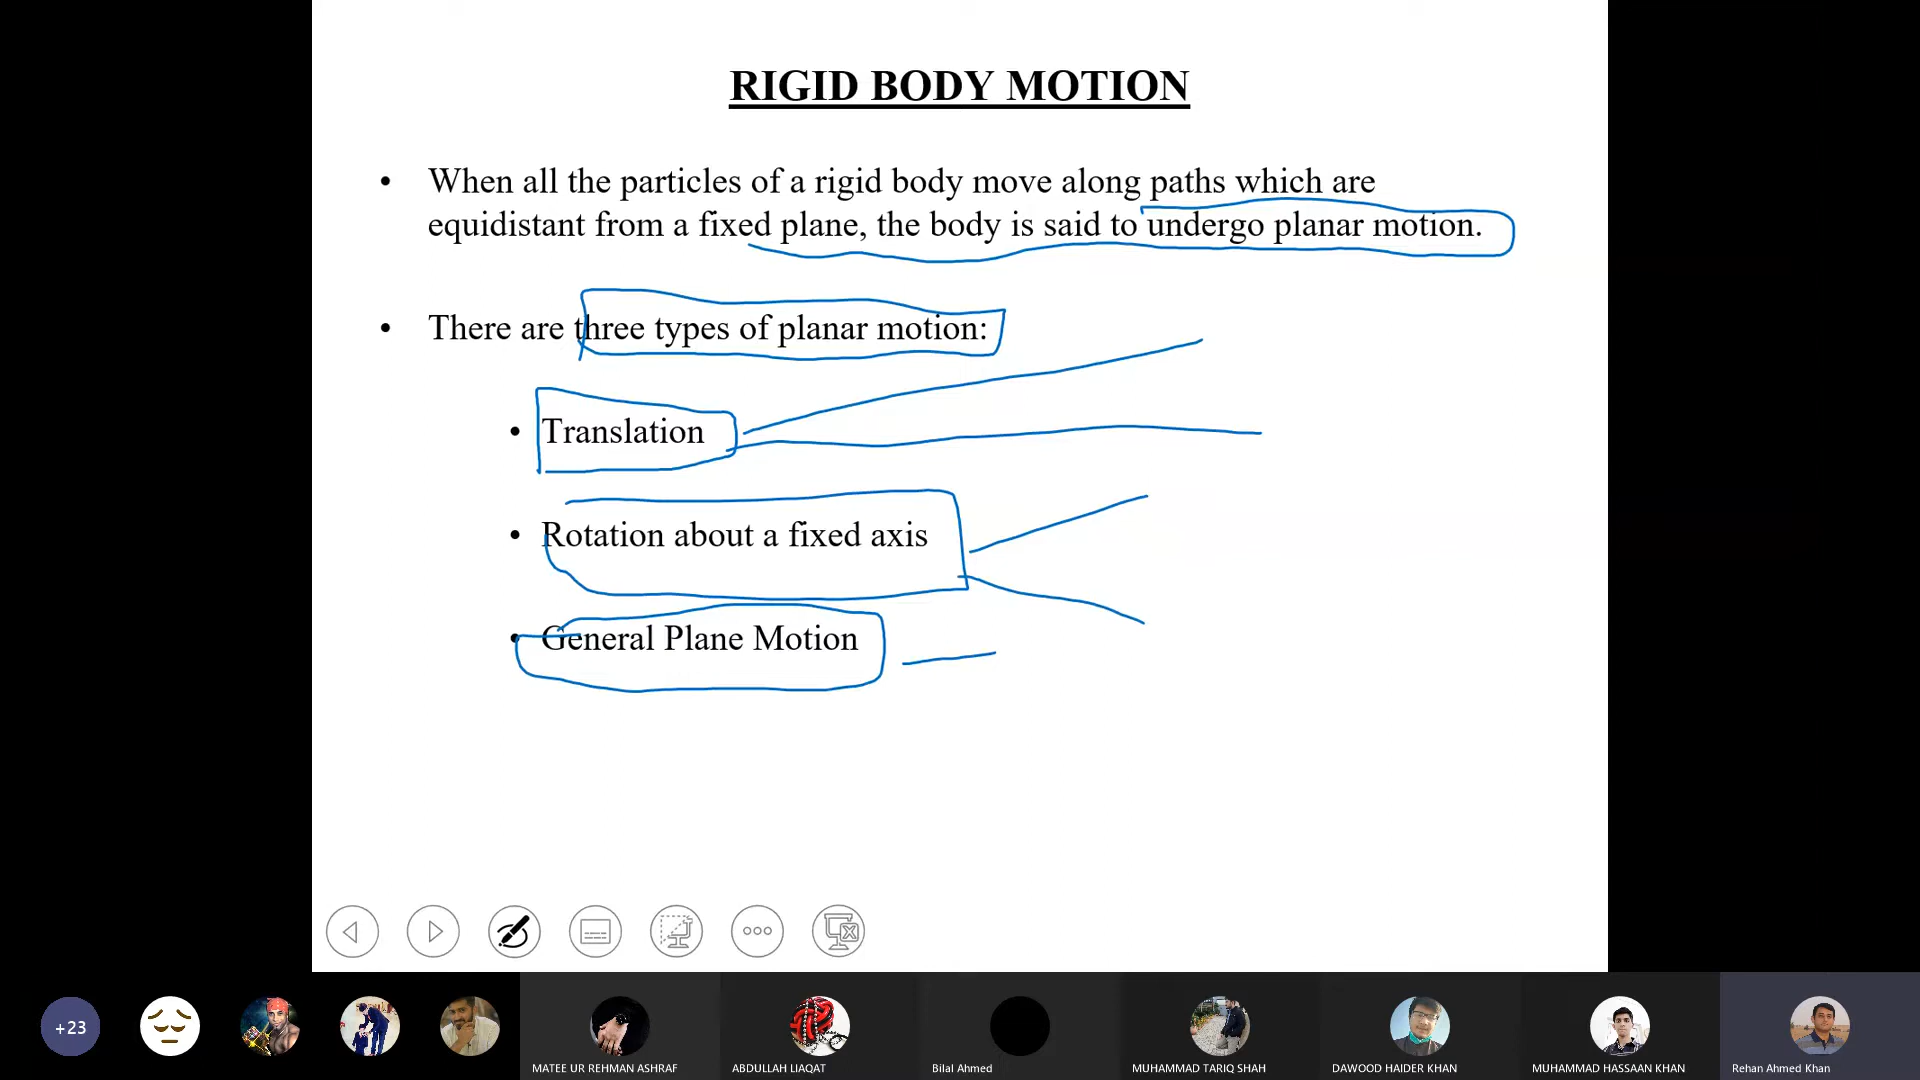 RIGID BODY MOTION
• When all the particles of a rigid body move along paths which are
equidistant from a fixed plane, the body is said to undergo planar motion.
• There are three types of planar motion:
• Translation
• Rotation about a fixed axis
• General Plane Motion
+23
MATEE UR REHMAN ASHRAF
ABDULLAH LIAQAT
Bilal Ahmed
MUHAMMAD TARIQ SHAH
DAWOOD HAIDER KHAN
MUHAMMAD HASSAAN KHAN
Rehan Ahmed Khan